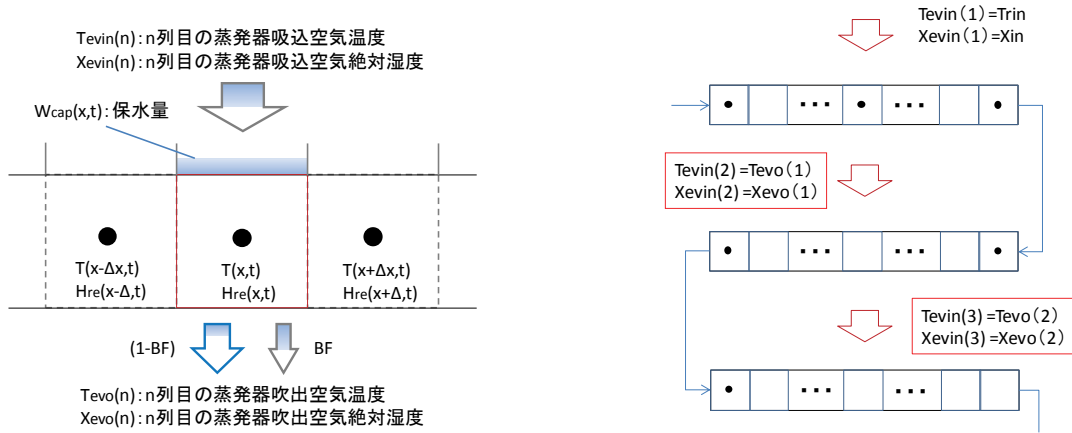 Tevin(n):n列目の蒸発器吸込空気温度
Xevin(n):n列目の蒸発器吸込空気絶対湿度
Wcap(x,t):保水量
T(x-Δx,t)
Hre(x-Δ,t)
T(x,t)
Hre(x,t)
T(x+Δx,t)
Hre(x+Δ,t)
(1-BF)
BF
Tevo(n):n列目の蒸発器吹出空気温度
Xevo(n):n列目の蒸発器吹出空気絶対湿度
Tevin(1)=Trin
Xevin(1)=Xin
Tevin(2)=Tevo(1)
Xevin(2)=Xevo(1)
Tevin(3)=Tevo(2)
Xevin(3)=Xevo(2)